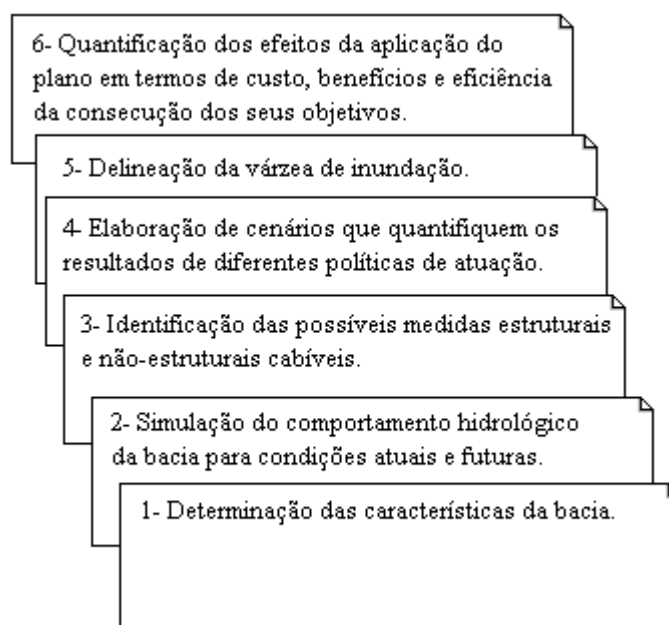 6- Quantificação dos efeitos da aplicação do
plano em termos de custo, benefícios e eficiência
da consecução dos seus objetivos.
5- Delineação da várzea de inundação.
4- Elaboração de cenários que quantifiquem os
resultados de diferentes políticas de atuação.
3- Identificação das possíveis medidas estruturais
e não-estruturais cabíveis.
2- Simulação do comportamento hidrológico
da bacia para condições atuais e futuras.
1- Determinação das características da bacia.